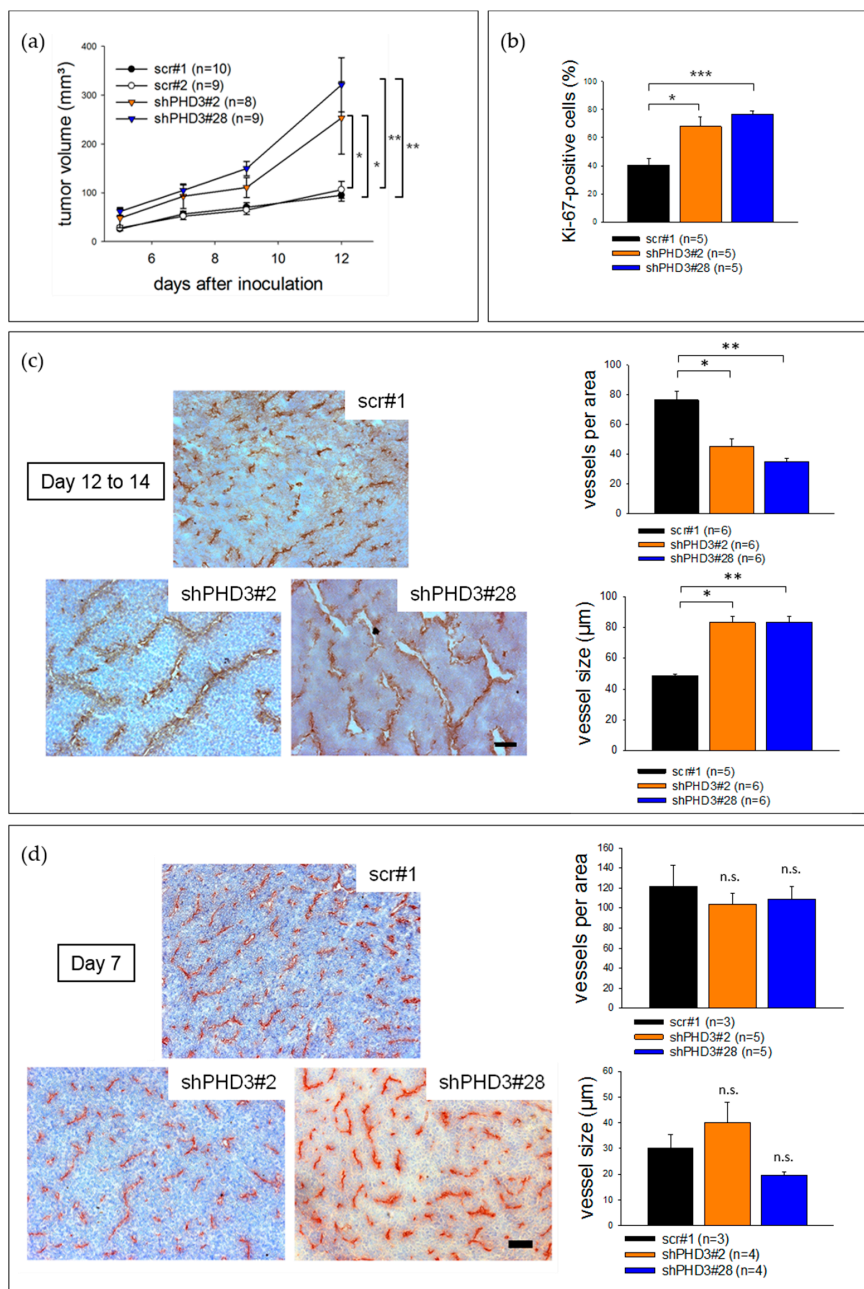 (a)
400
300
200
100
0
tumor volume (mm³)
scr#1 (n=10)
scr#2 (n=9)
shPHD3#2 (n=8)
shPHD3#28 (n=9)
*
*
**
**
6
8
10
12
days after inoculation
(b)
Ki-67-positive cells (%)
100
80
60
40
20
0
*
***
scr#1 (n=5)
shPHD3#2 (n=5)
shPHD3#28 (n=5)
(c)
Day 12 to 14
scr#1
shPHD3#2
shPHD3#28
vessels per area
100
80
60
40
20
0
*
**
scr#1 (n=6)
shPHD3#2 (n=6)
shPHD3#28 (n=6)
vessel size (µm)
100
80
60
40
20
0
*
**
scr#1 (n=5)
shPHD3#2 (n=6)
shPHD3#28 (n=6)
(d)
Day 7
scr#1
shPHD3#2
shPHD3#28
vessels per area
160
140
120
100
80
60
40
20
0
n.s.
n.s.
scr#1 (n=3)
shPHD3#2 (n=5)
shPHD3#28 (n=5)
vessel size (µm)
60
50
40
30
20
10
0
n.s.
n.s.
scr#1 (n=3)
shPHD3#2 (n=4)
shPHD3#28 (n=4)